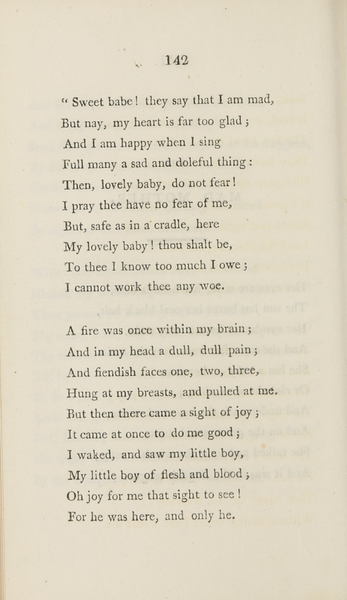 142
“ Sweet babe! they say that I am mad,
But nay, my heart is far too glad;
And I am happy when I sing
Full many a sad and doleful thing:
Then, lovely baby, do not fear!
I pray thee have no fear of me,
But, safe as in a cradle, here
My lovely baby! thou shalt be,
To thee I know too much I owe;
I cannot work thee any woe.
A fire was once within my brain;
And in my head a dull, dull pain;
And fiendish faces one, two, three,
Hung at my breasts, and pulled at me.
But then there came a sight of joy;
It came at once to do me good;
I waked, and saw my little boy,
My little boy of flesh and blood;
Oh joy for me that sight to see!
For he was here, and only he.